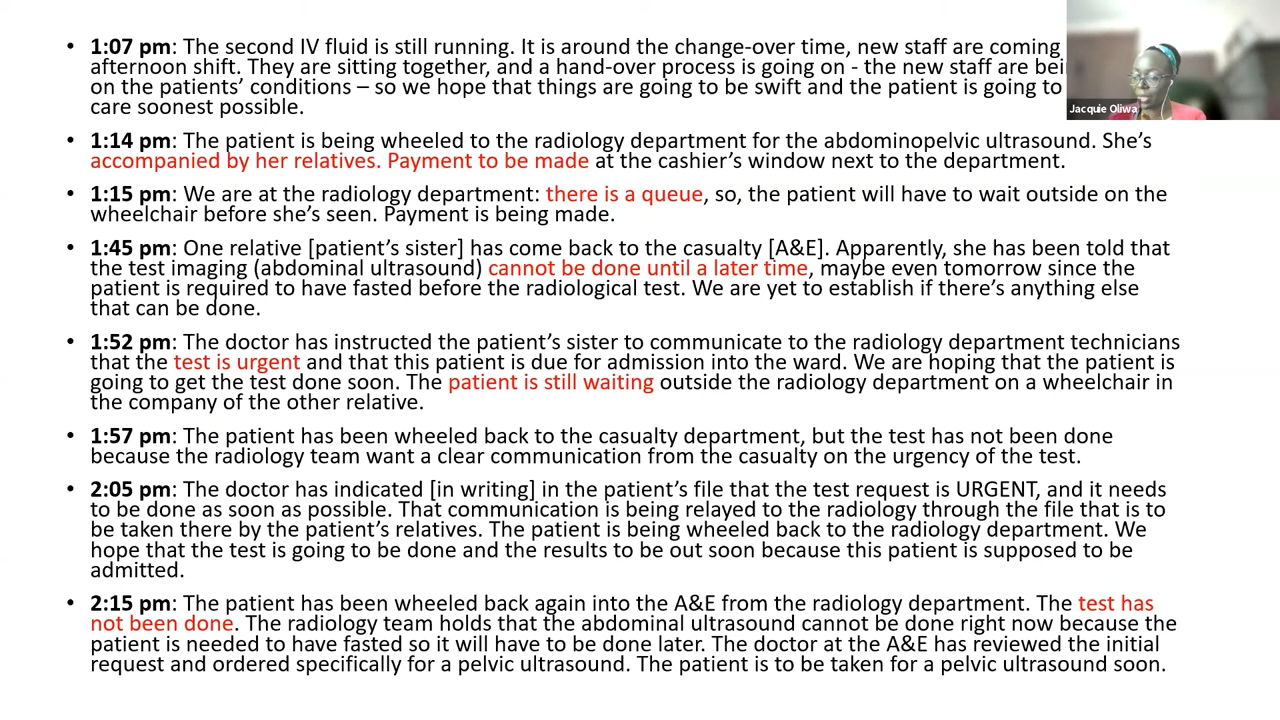 • 1:07 pm: The second IV fluid is still running. It is around the change-over time, new staff are coming
afternoon shift. They are sitting together, and a hand-over process is going on - the new staff are bei
on the patients’ conditions – so we hope that things are going to be swift and the patient is going to
care soonest possible.
Jacquie Oliwa
• 1:14 pm: The patient is being wheeled to the radiology department for the abdominopelvic ultrasound. She’s
accompanied by her relatives. Payment to be made at the cashier’s window next to the department.
• 1:15 pm: We are at the radiology department: there is a queue, so, the patient will have to wait outside on the
wheelchair before she’s seen. Payment is being made.
• 1:45 pm: One relative [patient’s sister] has come back to the casualty [A&E]. Apparently, she has been told that
the test imaging (abdominal ultrasound) cannot be done until a later time, maybe even tomorrow since the
patient is required to have fasted before the radiological test. We are yet to establish if there’s anything else
that can be done.
• 1:52 pm: The doctor has instructed the patient’s sister to communicate to the radiology department technicians
that the test is urgent and that this patient is due for admission into the ward. We are hoping that the patient is
going to get the test done soon. The patient is still waiting outside the radiology department on a wheelchair in
the company of the other relative.
• 1:57 pm: The patient has been wheeled back to the casualty department, but the test has not been done
because the radiology team want a clear communication from the casualty on the urgency of the test.
• 2:05 pm: The doctor has indicated [in writing] in the patient’s file that the test request is URGENT, and it needs
to be done as soon as possible. That communication is being relayed to the radiology through the file that is to
be taken there by the patient’s relatives. The patient is being wheeled back to the radiology department. We
hope that the test is going to be done and the results to be out soon because this patient is supposed to be
admitted.
• 2:15 pm: The patient has been wheeled back again into the A&E from the radiology department. The test has
not been done. The radiology team holds that the abdominal ultrasound cannot be done right now because the
patient is needed to have fasted so it will have to be done later. The doctor at the A&E has reviewed the initial
request and ordered specifically for a pelvic ultrasound. The patient is to be taken for a pelvic ultrasound soon.